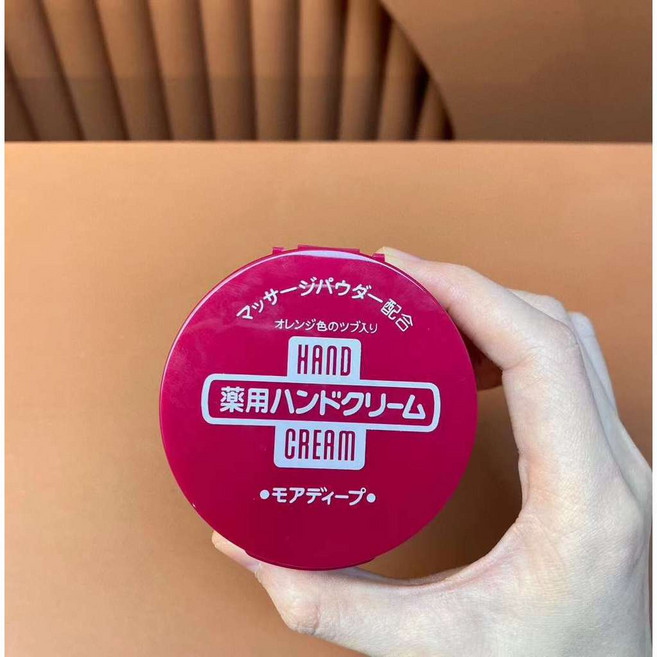 マッサージパウダー配合
オレンジ色のツブ入り
HAND
薬用ハンドクリーム
CREAM
•モアディープ•